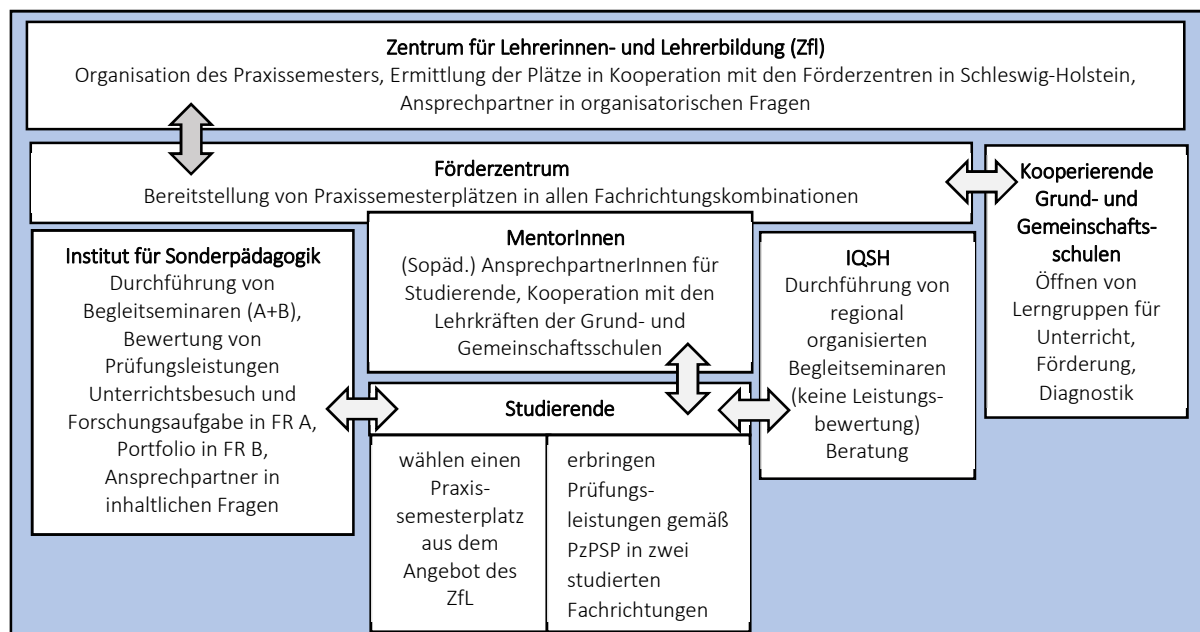 Zentrum für Lehrerinnen- und Lehrerbildung (Zfl)
Organisation des Praxissemesters, Ermittlung der Plätze in Kooperation mit den Förderzentren in Schleswig-Holstein,
Ansprechpartner in organisatorischen Fragen
Förderzentrum
Bereitstellung von Praxissemesterplätzen in allen Fachrichtungskombinationen
Kooperierende
Grund- und
Gemeinschafts-
schulen
Öffnen von
Lerngruppen für
Unterricht,
Förderung,
Diagnostik
Institut für Sonderpädagogik
Durchführung von
Begleitseminaren (A+B),
Bewertung von
Prüfungsleistungen
Unterrichtsbesuch und
Forschungsaufgabe in FR A,
Portfolio in FR B,
Ansprechpartner in
inhaltlichen Fragen
MentorInnen
(Sopäd.) AnsprechpartnerInnen für
Studierende, Kooperation mit den
Lehrkräften der Grund- und
Gemeinschaftsschulen
IQSH
Durchführung von
regional
organisierten
Begleitseminaren
(keine Leistungs-
bewertung)
Beratung
Studierende
wählen einen
Praxis-
semesterplatz
aus dem
Angebot des
ZfL
erbringen
Prüfungs-
leistungen gemäß
PzPSP in zwei
studierten
Fachrichtungen